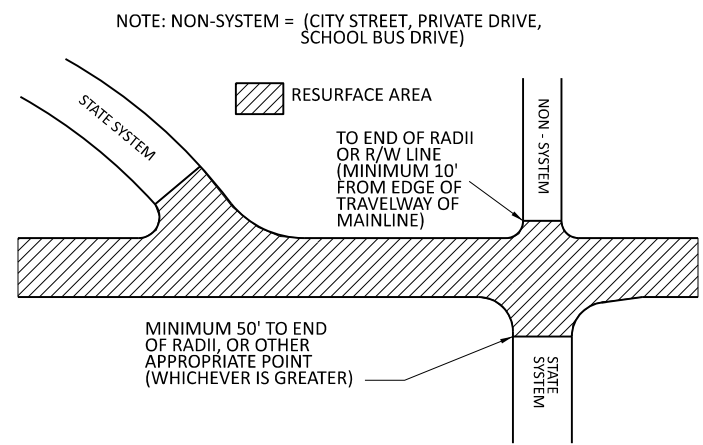 NOTE: NON-SYSTEM = (CITY STREET, PRIVATE DRIVE,
SCHOOL BUS DRIVE)
STATE SYSTEM
RESURFACE AREA
TO END OF RADII
OR R/W LINE
(MINIMUM 10'
FROM EDGE OF
TRAVELWAY OF
MAINLINE)
NON - SYSTEM
MINIMUM 50' TO END
OF RADII, OR OTHER
APPROPRIATE POINT
(WHICHEVER IS GREATER)
STATE
SYSTEM